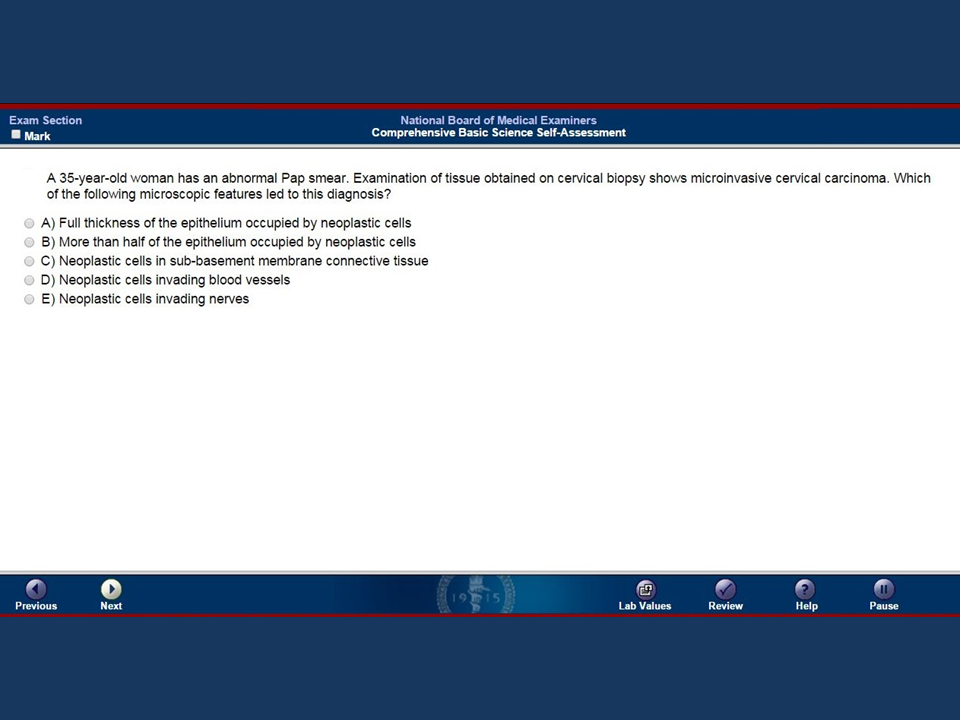 Exam Section
Mark
National Board of Medical Examiners
Comprehensive Basic Science Self-Assessment
A 35-year-old woman has an abnormal Pap smear. Examination of tissue obtained on cervical biopsy shows microinvasive cervical carcinoma. Which
of the following microscopic features led to this diagnosis?
A) Full thickness of the epithelium occupied by neoplastic cells
B) More than half of the epithelium occupied by neoplastic cells
C) Neoplastic cells in sub-basement membrane connective tissue
D) Neoplastic cells invading blood vessels
E) Neoplastic cells invading nerves
19 15
Previous
Next
Lab Values
Review
Help
Pause